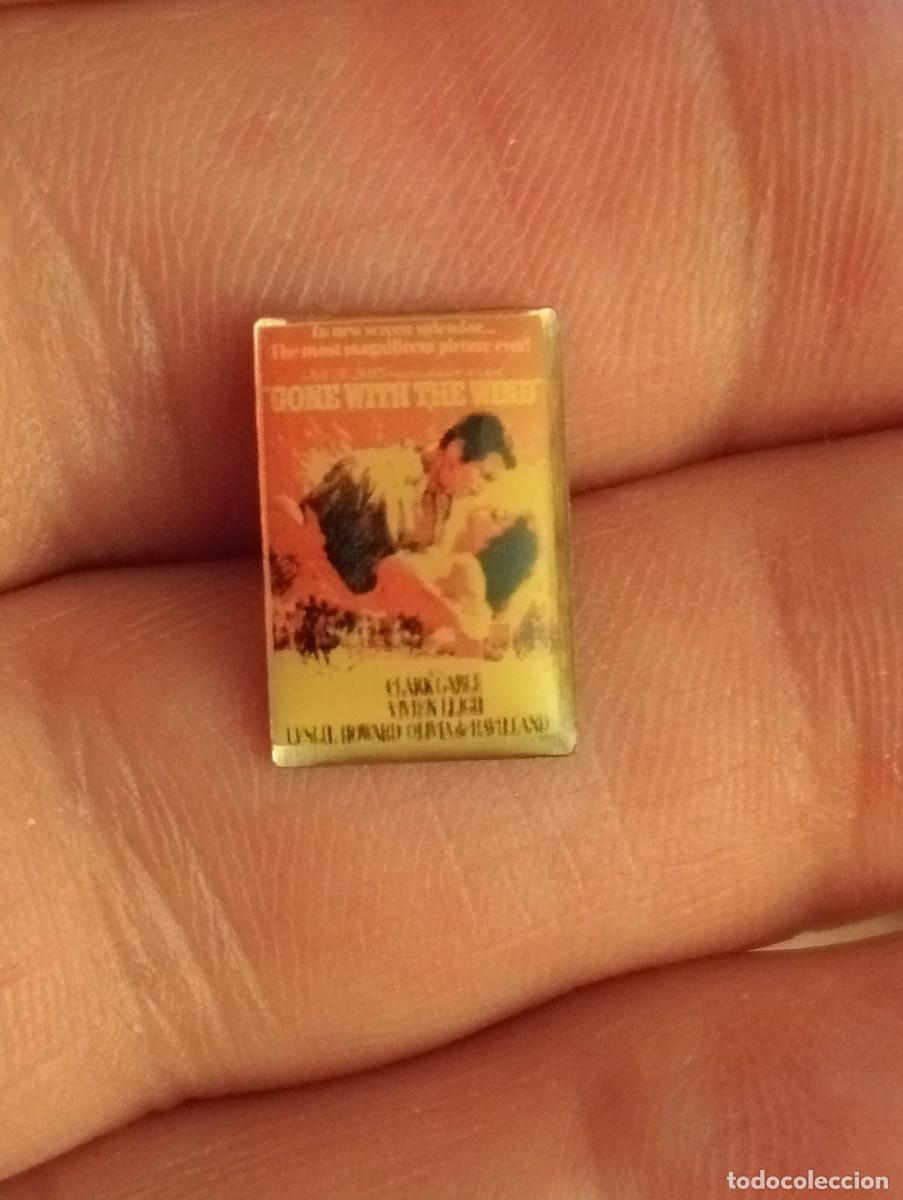 In new screen splendor...
The most magnificent picture ever!
"GONE WITH THE WIND"
CLARK GABLE
VIVIEN LEIGH
LESLIE HOWARD OLIVIA de HAVILLAND
todocoleccion